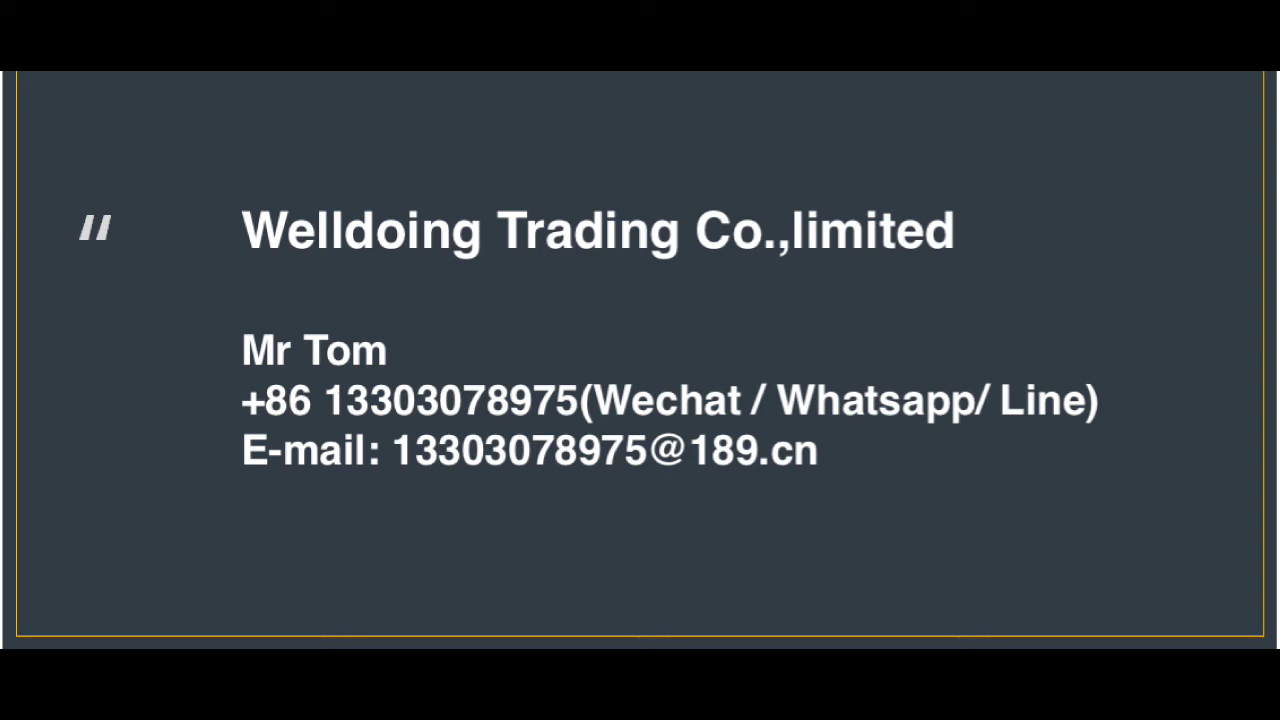 “
Welldoing Trading Co.,limited
Mr Tom
+86 13303078975(Wechat / Whatsapp/ Line)
E-mail: 13303078975@189.cn